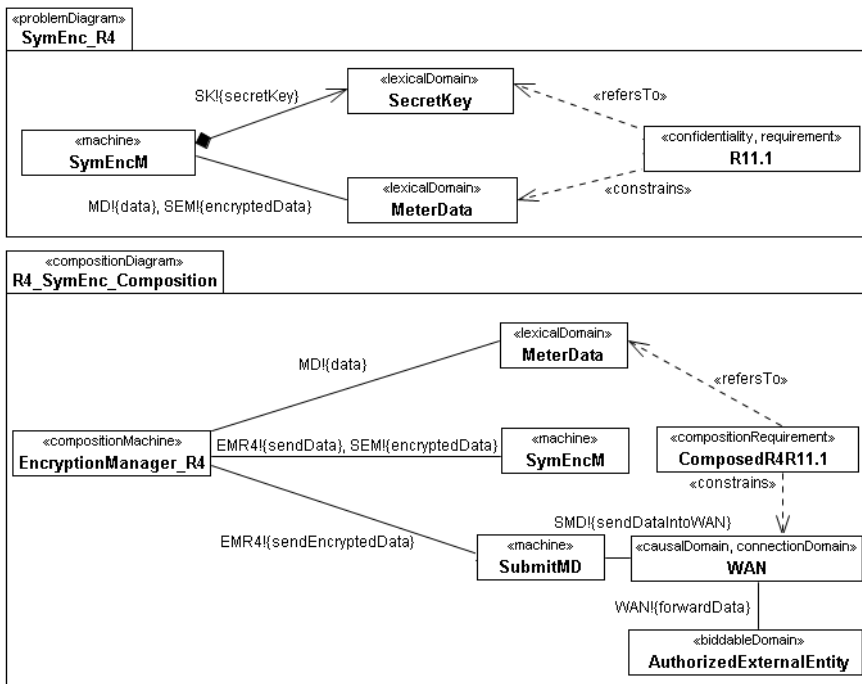 «problemDiagram»
SymEnc_R4
«lexicalDomain»
SecretKey
SK!{secretKey}
«refersTo»
«machine»
SymEncM
«confidentiality, requirement»
R11.1
«lexicalDomain»
MeterData
«constrains»
MD!{data}, SEM!{encryptedData}
«compositionDiagram»
R4_SymEnc_Composition
«lexicalDomain»
MeterData
MD!{data}
«refersTo»
«compositionMachine»
EncryptionManager_R4
EMR4!{sendData}, SEM!{encryptedData}
«machine»
SymEncM
«compositionRequirement»
ComposedR4R11.1
«constrains»
SMD!{sendDataIntoWAN}
EMR4!{sendEncryptedData}
«machine»
SubmitMD
«causalDomain, connectionDomain»
WAN
WAN!{forwardData}
«biddableDomain»
AuthorizedExternalEntity